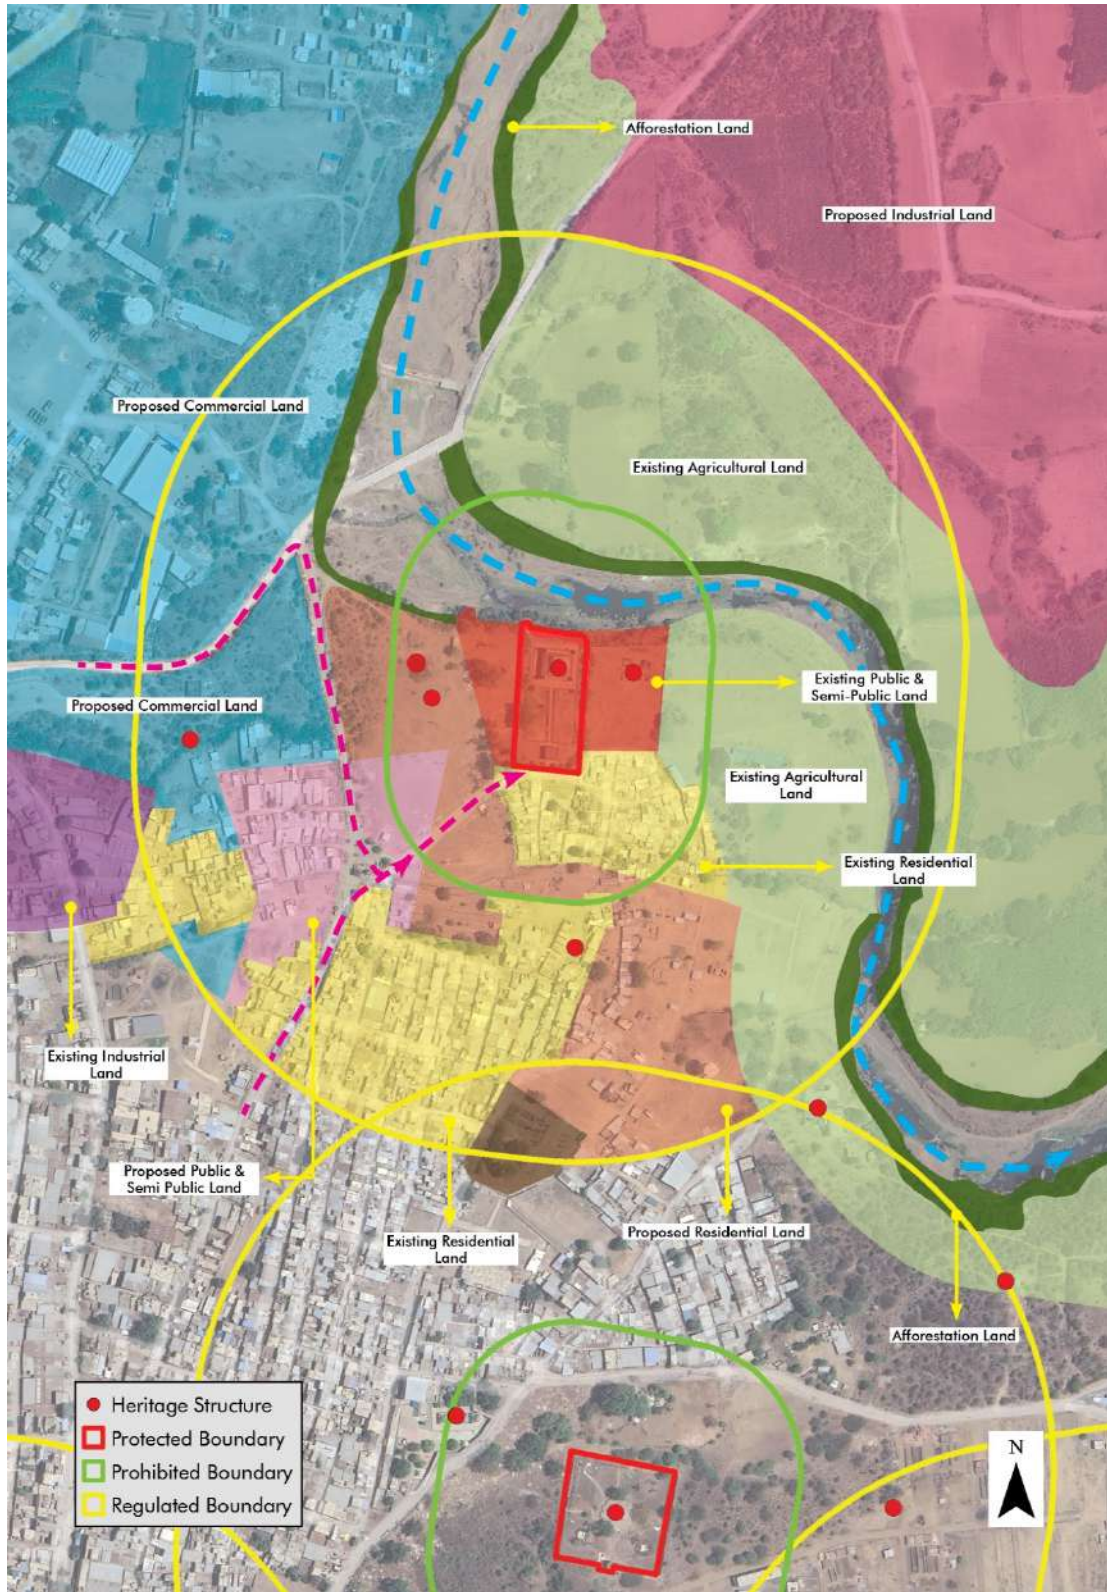 Afforestation Land
Proposed Industrial Land
Proposed Commercial Land
Existing Agricultural Land
Existing Public &
Semi-Public Land
Proposed Commercial Land
Existing Agricultural
Land
Existing Residential
Land
Existing Industrial
Land
Proposed Public &
Semi Public Land
Existing Residential
Land
Proposed Residential Land
Afforestation Land
Heritage Structure
Protected Boundary
Prohibited Boundary
Regulated Boundary
N